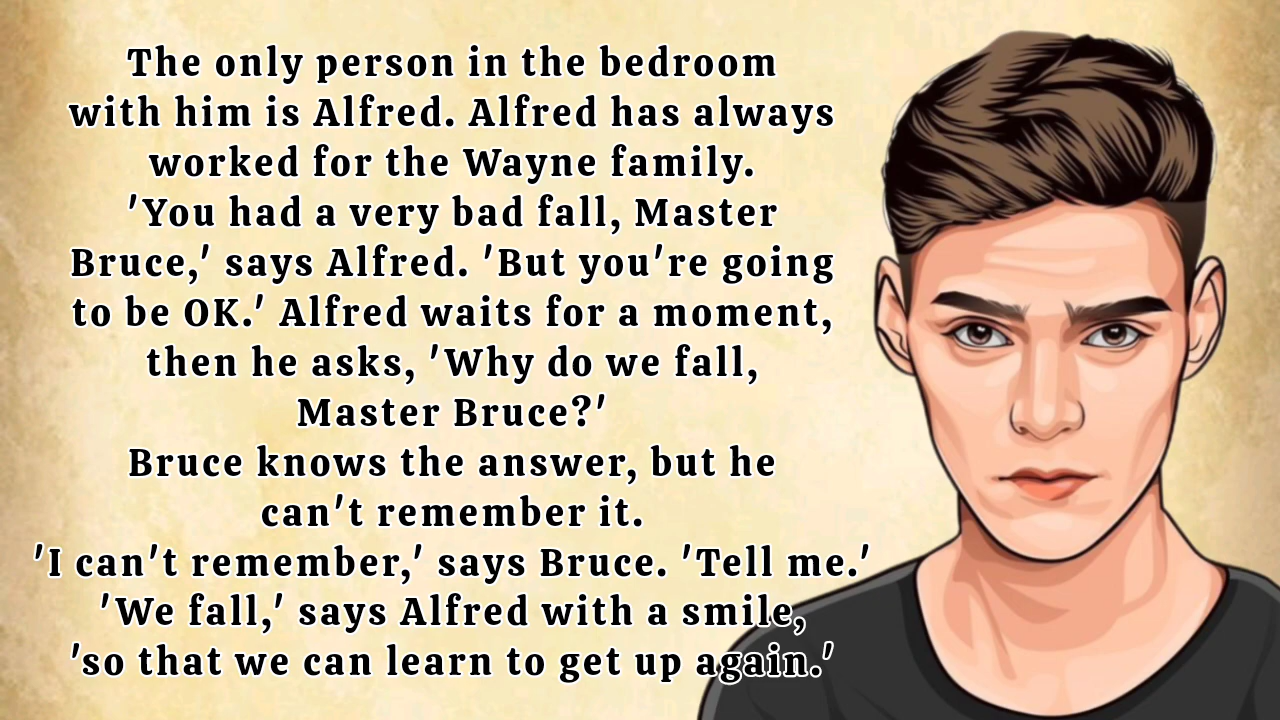 The only person in the bedroom
with him is Alfred. Alfred has always
worked for the Wayne family.
'You had a very bad fall, Master
Bruce,' says Alfred. 'But you're going
to be OK.' Alfred waits for a moment,
then he asks, 'Why do we fall,
Master Bruce?'
Bruce knows the answer, but he
can't remember it.
'I can't remember,' says Bruce. 'Tell me.'
'We fall,' says Alfred with a smile,
'so that we can learn to get up again.'